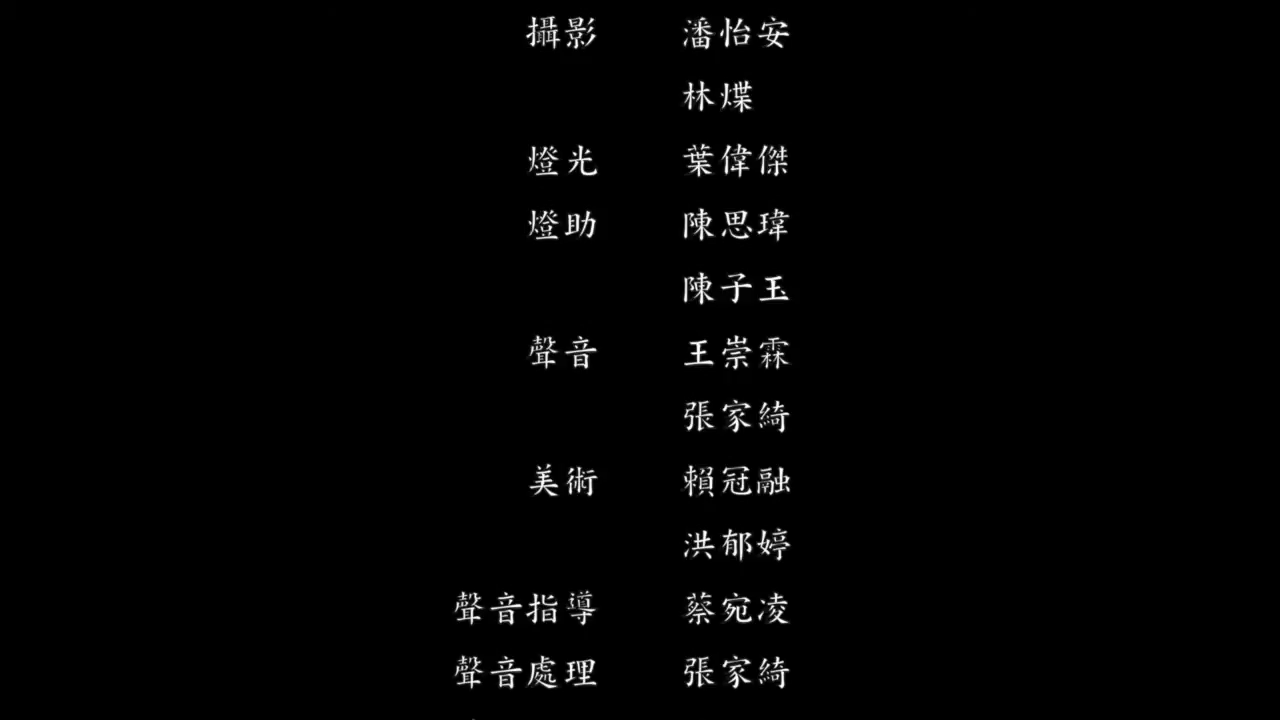 攝影 潘怡安
林煠
燈光 葉偉傑
燈助 陳思瑋
陳子玉
聲音 王崇霖
張家綺
美術 賴冠融
洪郁婷
聲音指導 蔡宛凌
聲音處理 張家綺